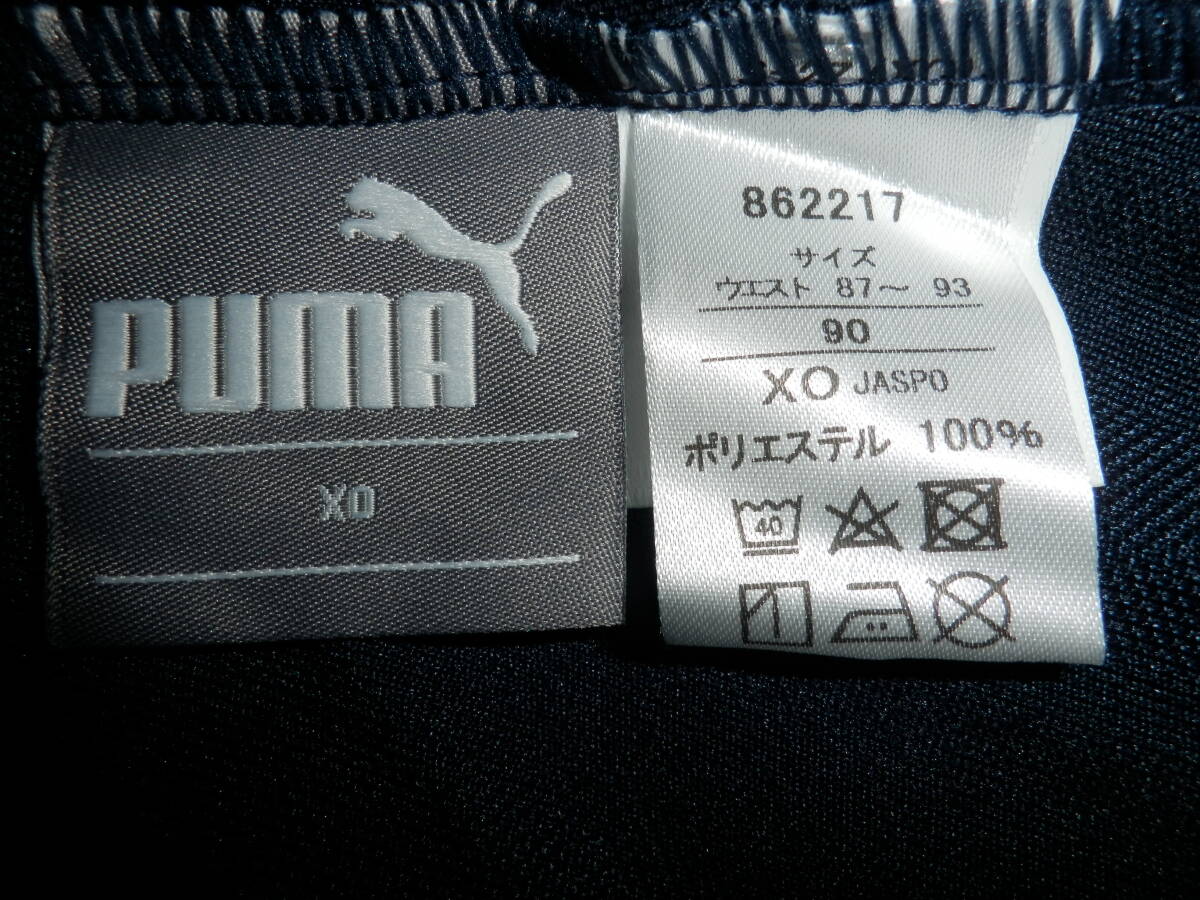 PUMA
XO
862217
サイズ
ウエスト 87〜 93
90
XO JASPO
ポリエステル 100%
40